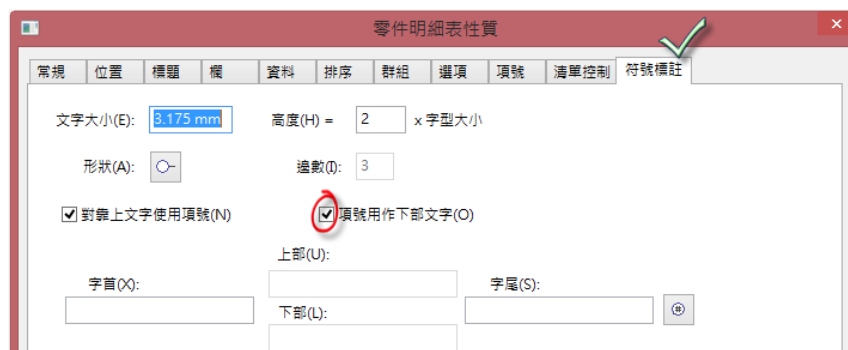 零件明細表性質
常規 位置 標題 欄 資料 排序 群組 選項 項號 清單控制 符號標註
文字大小(E): 3.175 mm 高度(H) = 2 x 字型大小
形狀(A): 邊數(I): 3
對靠上文字使用項號(N) 項號用作下部文字(O)
上部(U):
字首(X): 字尾(S):
下部(L):